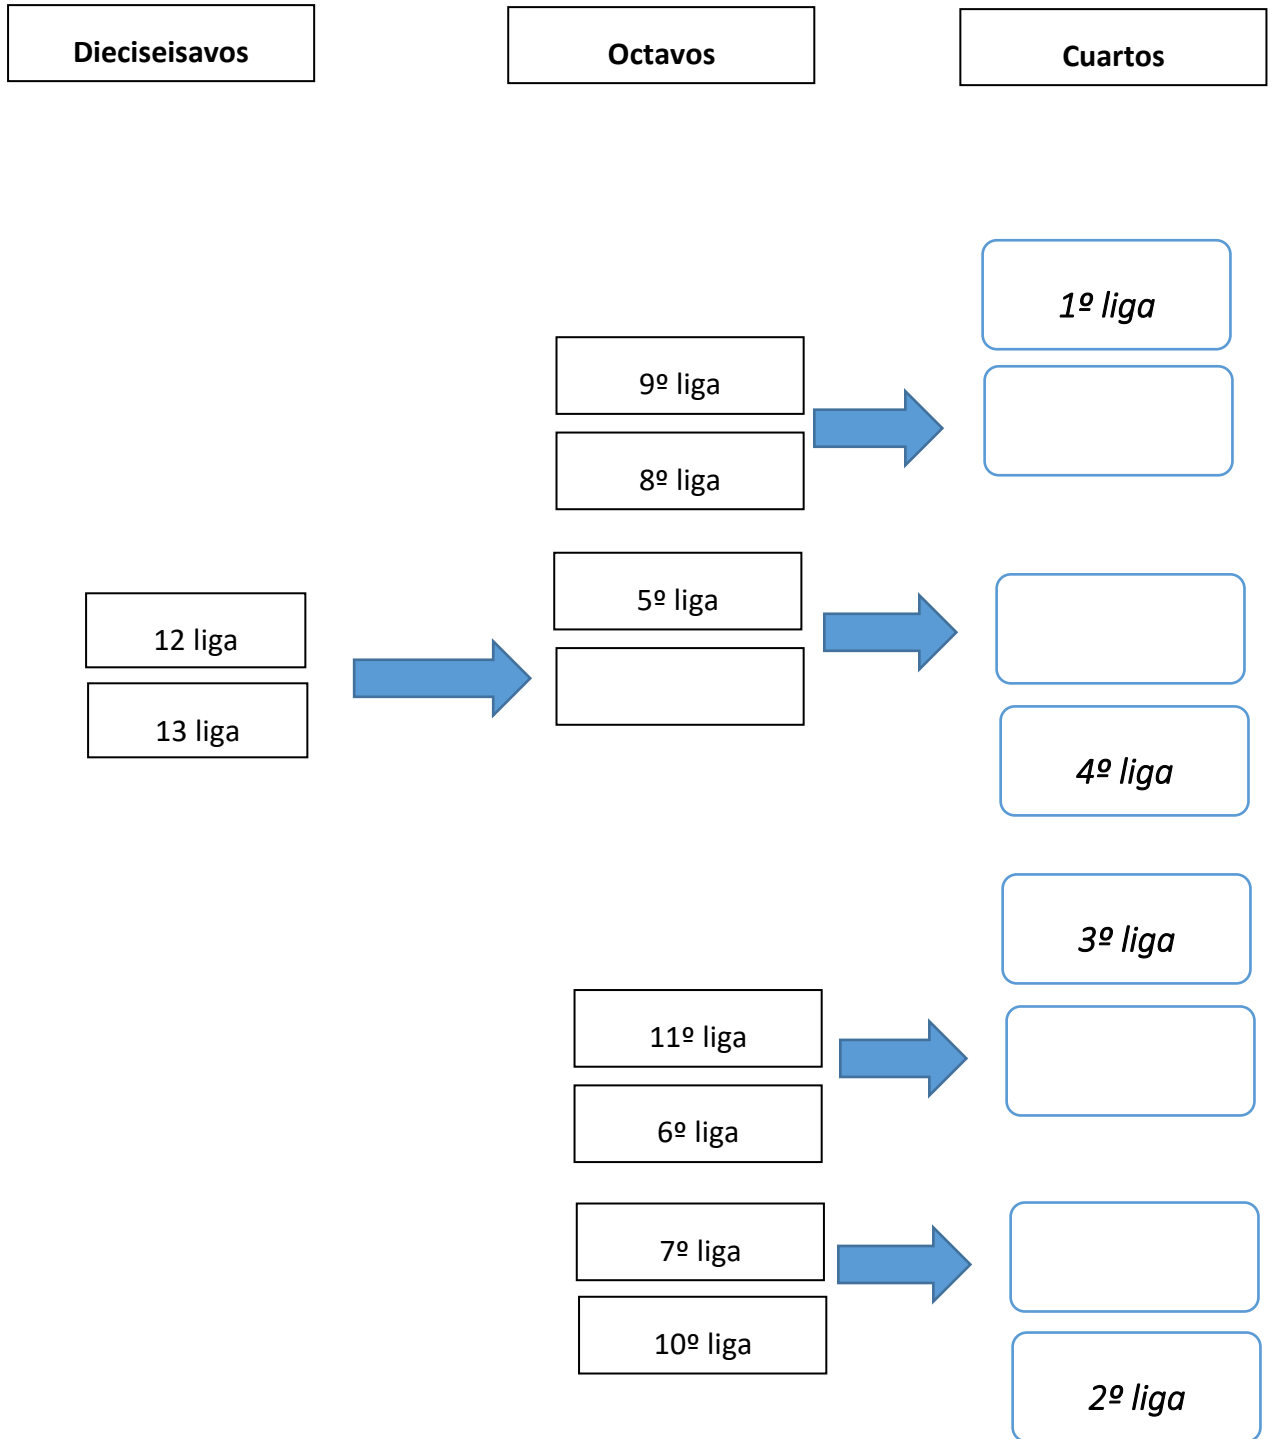 Dieciseisavos
Octavos
Cuartos
1º liga
9º liga
8º liga
5º liga
12 liga
13 liga
4º liga
3º liga
11º liga
6º liga
7º liga
10º liga
2º liga